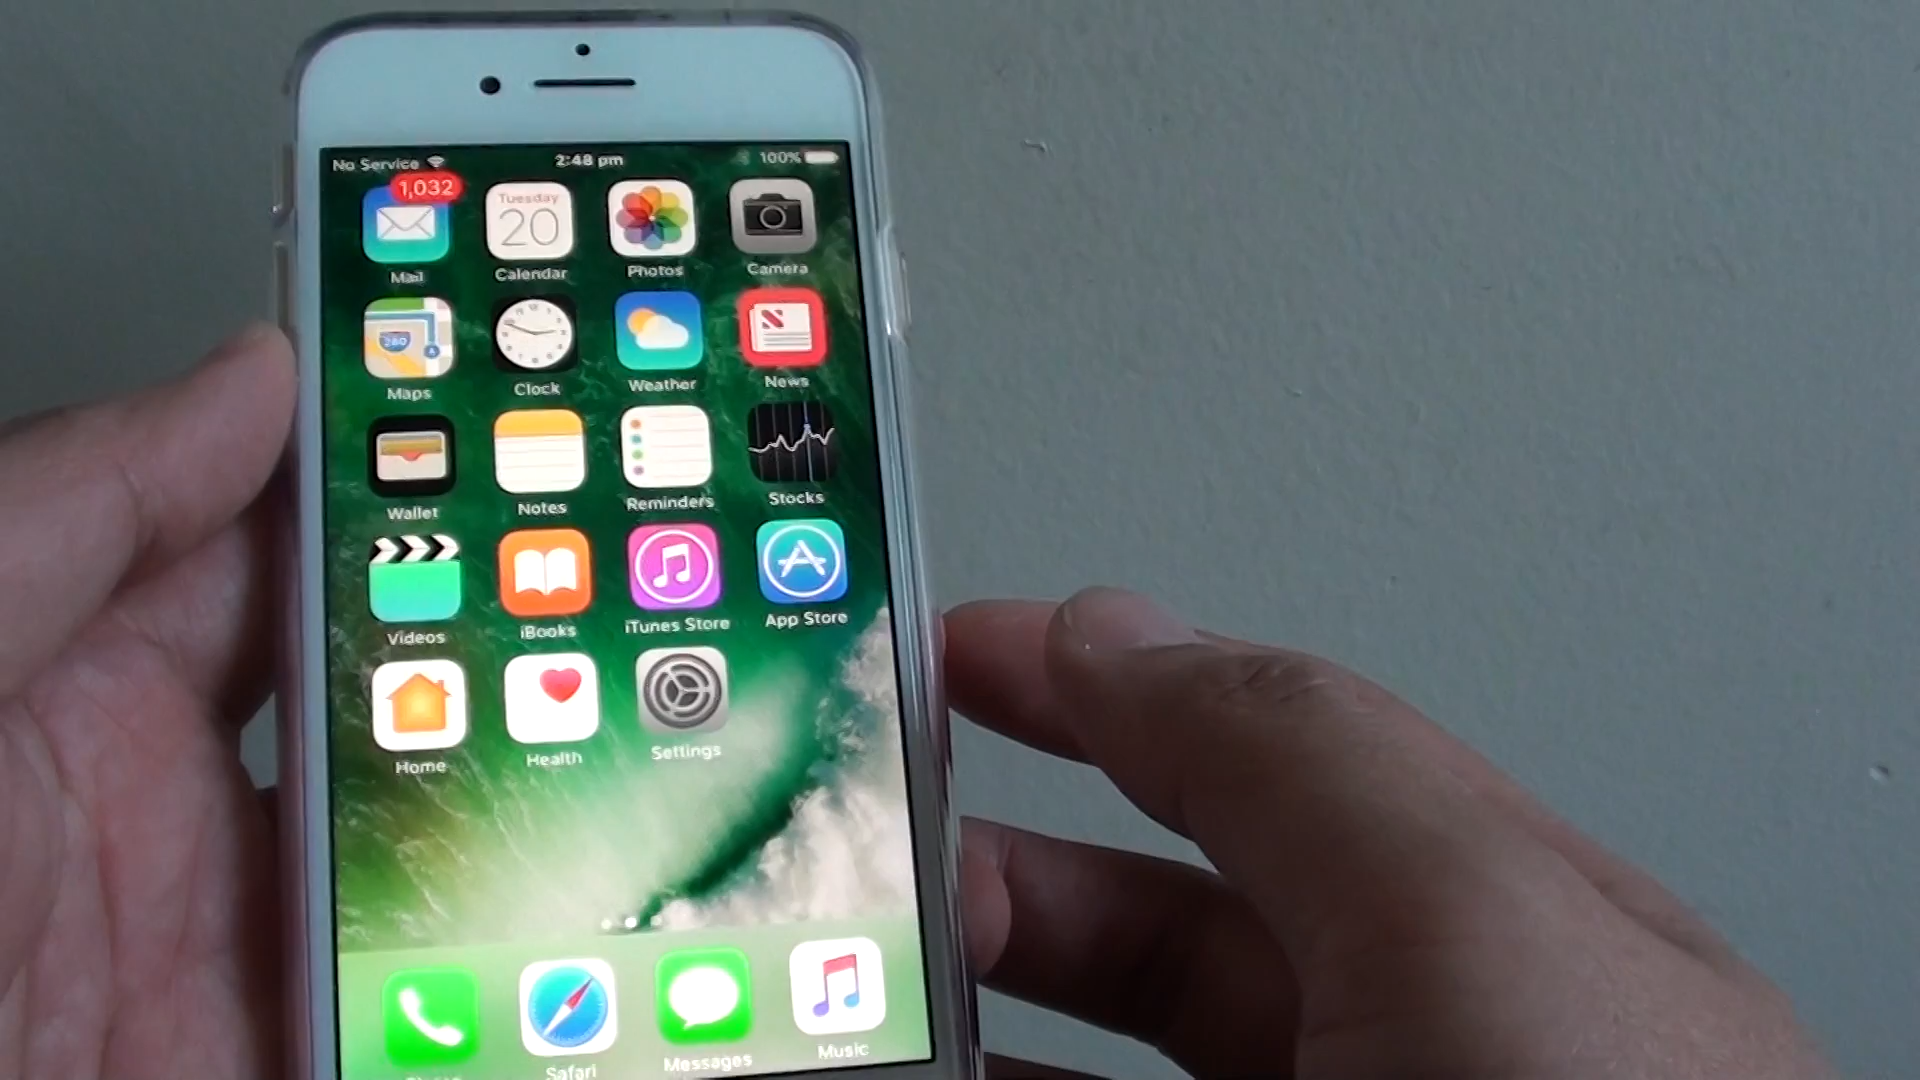 No Service 2:48 pm 100%
1,032
Tuesday
20
Mail Calendar Photos Camera
280
Maps Clock Weather News
Wallet Notes Reminders Stocks
Videos iBooks iTunes Store App Store
Home Health Settings
Safari Messages Music